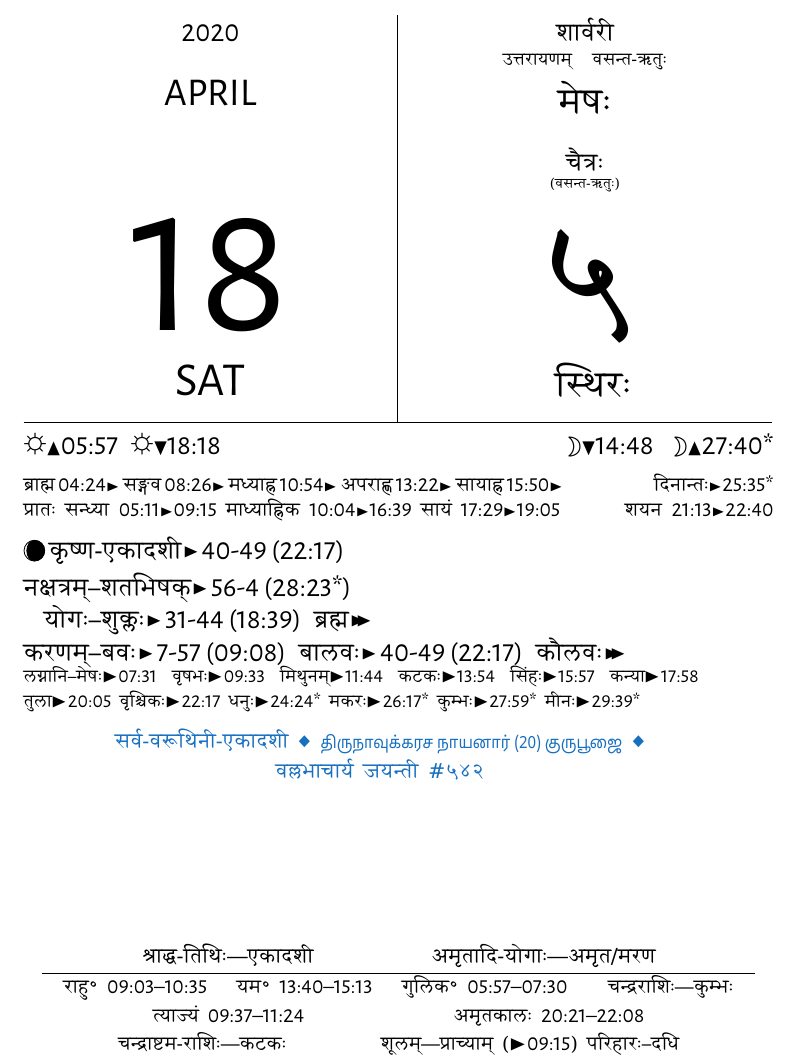 2020
APRIL
18
SAT
शार्वरी
उत्तरायणम् वसन्त-ऋतुः
मेषः
चैत्रः
(वसन्त-ऋतुः)
५
स्थिरः
☼▲05:57 ☼▼18:18 ☽▼14:48 ☽▲27:40*
ब्राह्म 04:24► सङ्गव 08:26► मध्याह्न 10:54► अपराह्ण 13:22► सायाह्न 15:50► दिनान्तः►25:35*
प्रातः सन्ध्या 05:11►09:15 माध्याह्निक 10:04►16:39 सायं 17:29►19:05 शयन 21:13►22:40
कृष्ण-एकादशी► 40-49 (22:17)
नक्षत्रम्–शतभिषक्► 56-4 (28:23*)
योगः–शुक्लः► 31-44 (18:39) ब्रह्म►►
करणम्–बवः► 7-57 (09:08) बालवः► 40-49 (22:17) कौलवः►►
लग्नानि–मेषः►07:31 वृषभः►09:33 मिथुनम्►11:44 कटकः►13:54 सिंहः►15:57 कन्या►17:58
तुला►20:05 वृश्चिकः►22:17 धनुः►24:24* मकरः►26:17* कुम्भः►27:59* मीनः►29:39*
सर्व-वरूथिनी-एकादशी ◆ திருநாவுக்கரச நாயனார் (20) குருபூஜை ◆
वल्लभाचार्य जयन्ती #५४२
श्राद्ध-तिथिः—एकादशी अमृतादि-योगाः—अमृत/मरण
राहु° 09:03–10:35 यम° 13:40–15:13 गुलिक° 05:57–07:30 चन्द्रराशिः—कुम्भः
त्याज्यं 09:37–11:24 अमृतकालः 20:21–22:08
चन्द्राष्टम-राशिः—कटकः शूलम्—प्राच्याम् (►09:15) परिहारः–दधि